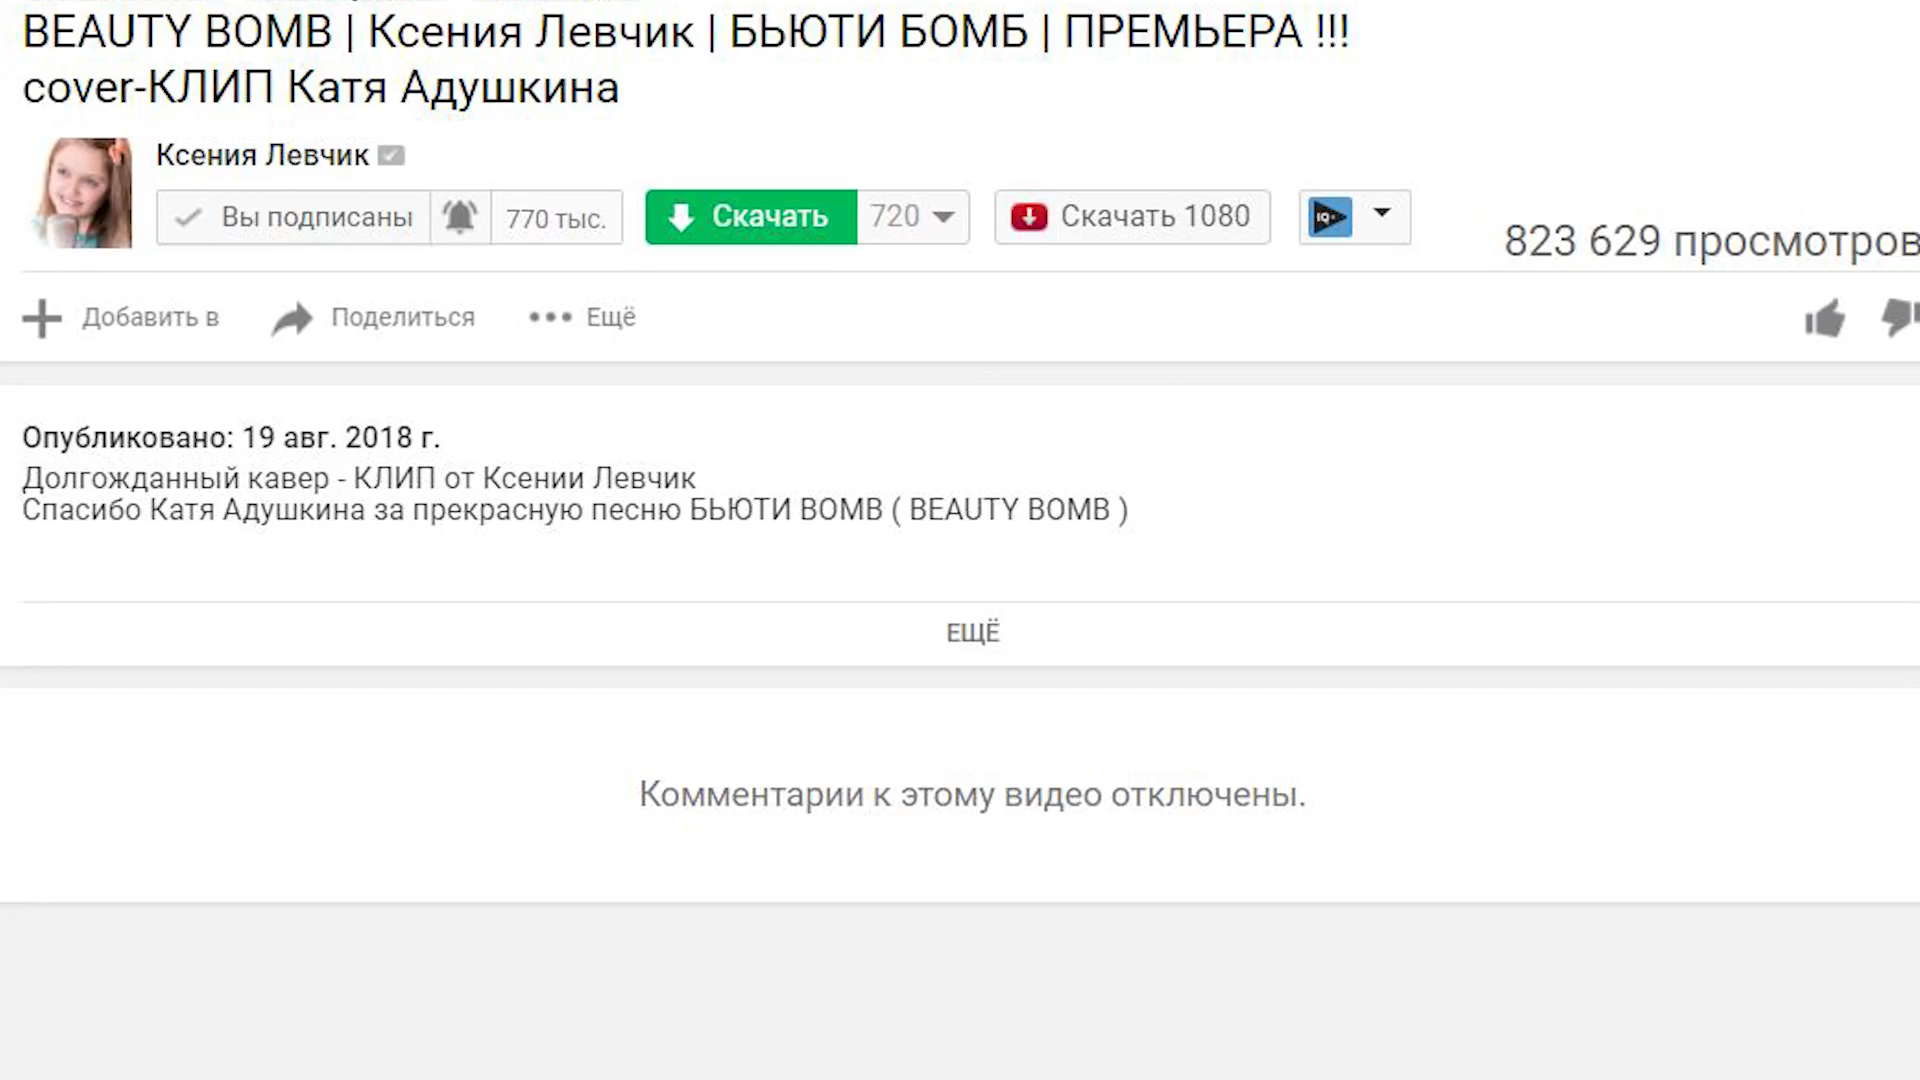 BEAUTY BOMB | Ксения Левчик | БЬЮТИ БОМБ | ПРЕМЬЕРА !!!
cover-КЛИП Катя Адушкина
Ксения Левчик
Вы подписаны 770 тыс. Скачать 720 Скачать 1080 IQ
823 629 просмотров
Добавить в Поделиться Ещё
Опубликовано: 19 авг. 2018 г.
Долгожданный кавер - КЛИП от Ксении Левчик
Спасибо Катя Адушкина за прекрасную песню БЬЮТИ BOMB ( BEAUTY BOMB )
ЕЩЁ
Комментарии к этому видео отключены.